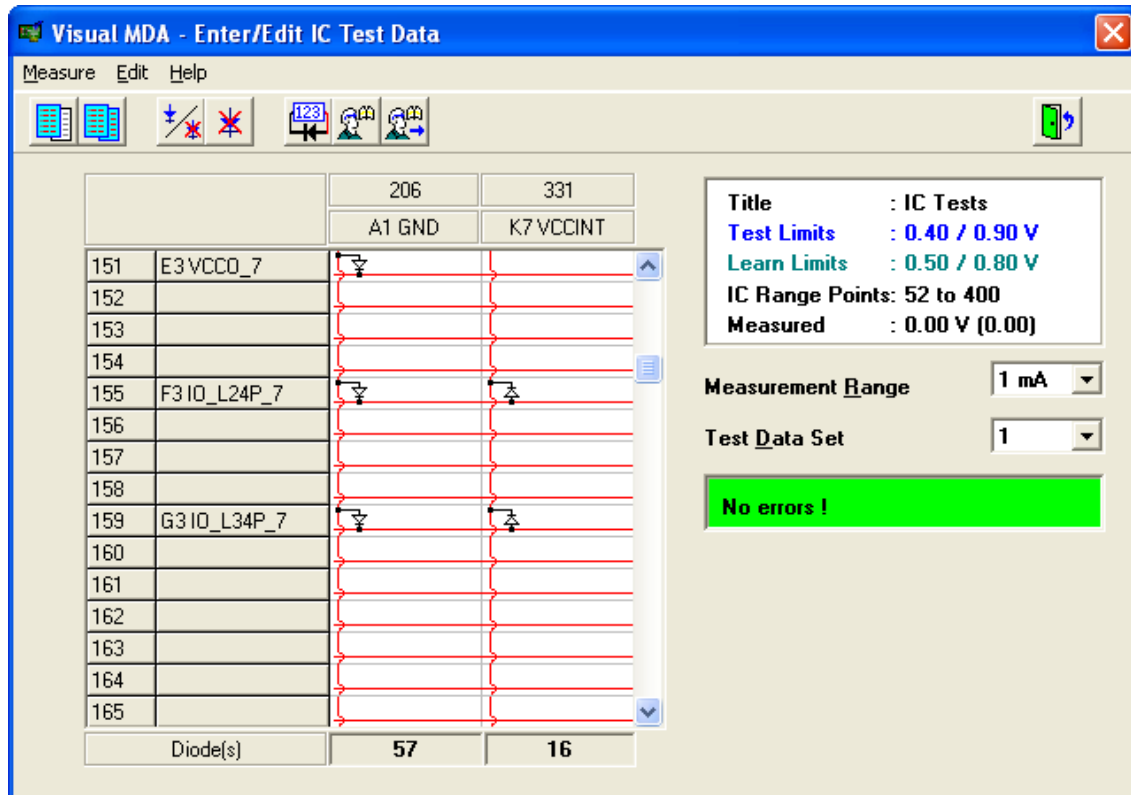 Visual MDA - Enter/Edit IC Test Data
Measure Edit Help
123
206 331
A1 GND K7 VCCINT
151 E3 VCCO_7
152
153
154
155 F3 IO_L24P_7
156
157
158
159 G3 IO_L34P_7
160
161
162
163
164
165
Diode(s) 57 16
Title : IC Tests
Test Limits : 0.40 / 0.90 V
Learn Limits : 0.50 / 0.80 V
IC Range Points: 52 to 400
Measured : 0.00 V (0.00)
Measurement Range 1 mA
Test Data Set 1
No errors !